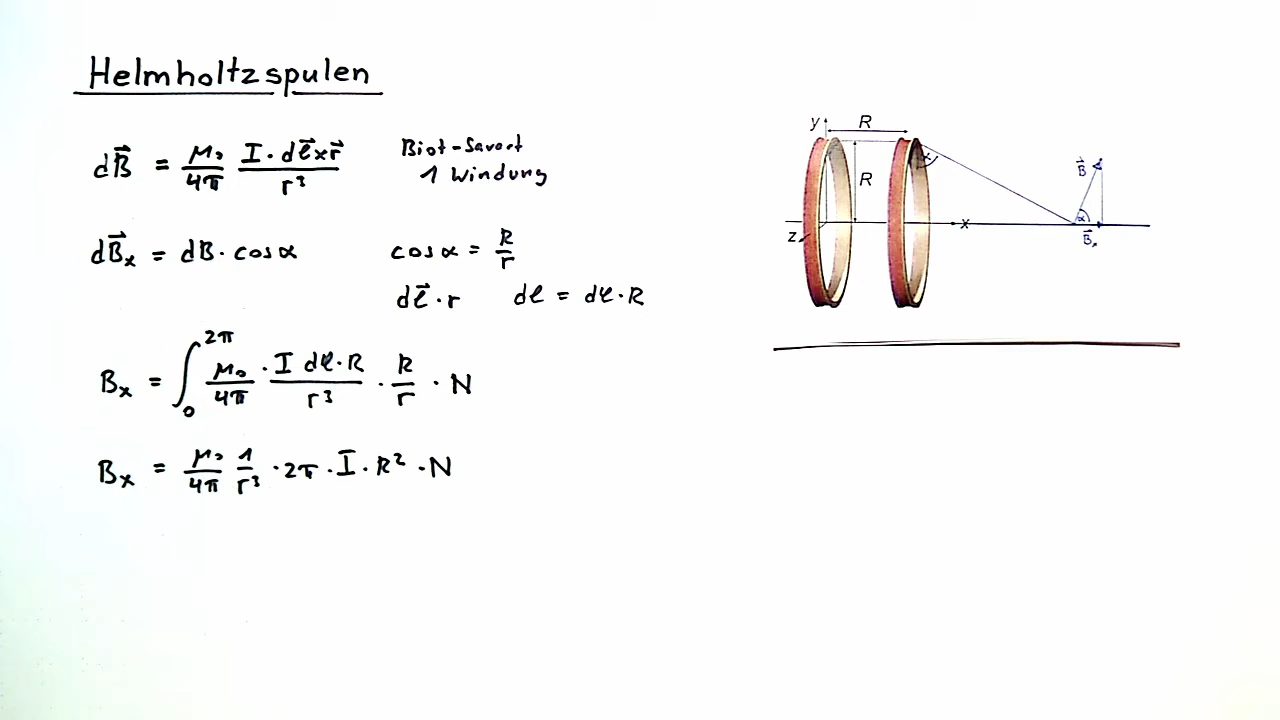 Helmholtzspulen
dB⃗ = μ₀/4π I · dℓ⃗ × r⃗/r³ Biot-Savart
1 Windung
dB⃗ₓ = dB · cos α cos α = R/r
dℓ⃗ · r dℓ = dφ · R
Bₓ = ∫₀^2π μ₀/4π · I dφ · R/r³ · R/r · N
Bₓ = μ₀/4π 1/r³ · 2π · I · R² · N
y R
R
α
B⃗
α
x
z
B⃗ₓ